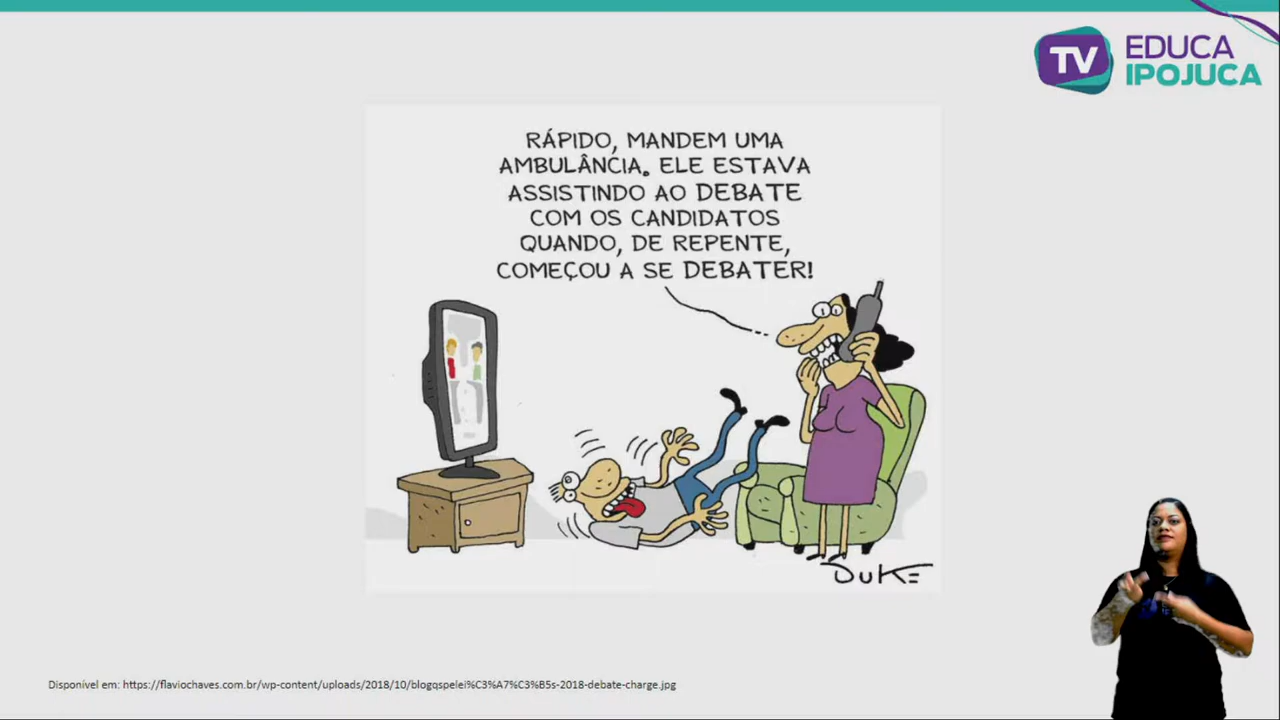 TV EDUCA
IPOJUCA
RÁPIDO, MANDEM UMA
AMBULÂNCIA. ELE ESTAVA
ASSISTINDO AO DEBATE
COM OS CANDIDATOS
QUANDO, DE REPENTE,
COMEÇOU A SE DEBATER!
DUKE
Disponível em: https://flaviochaves.com.br/wp-content/uploads/2018/10/blogqspelei%C3%A7%C3%B5s-2018-debate-charge.jpg